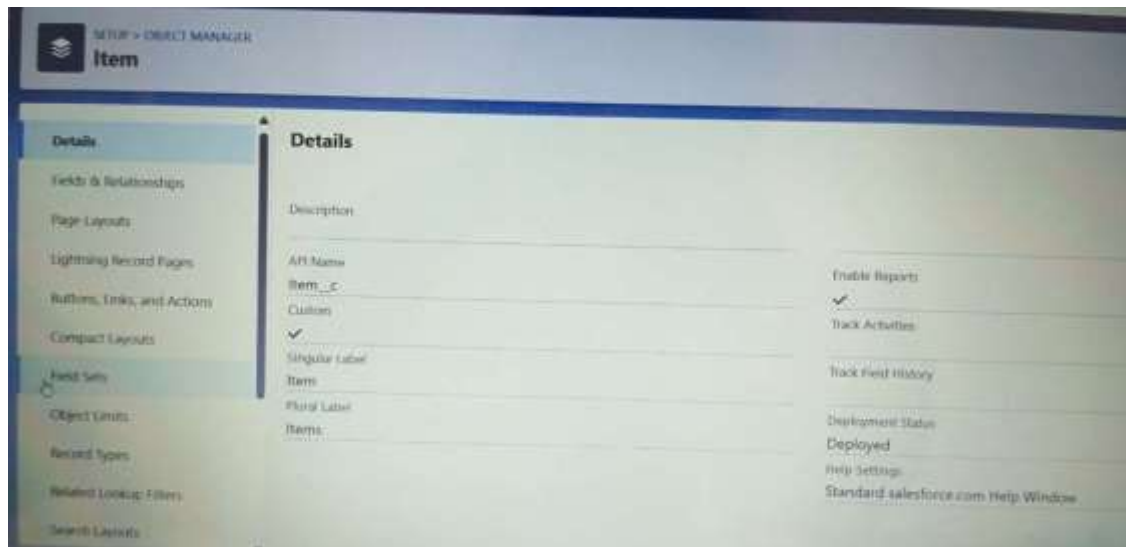 SETUP > OBJECT MANAGER
Item
Details
Fields & Relationships
Page Layouts
Lightning Record Pages
Buttons, Links, and Actions
Compact Layouts
Field Sets
Object Limits
Record Types
Related Lookup Filters
Search Layouts
Details
Description
API Name
Item__c
Custom
Singular Label
Item
Plural Label
Items
Enable Reports
Track Activities
Track Field History
Deployment Status
Deployed
Help Settings
Standard salesforce.com Help Window